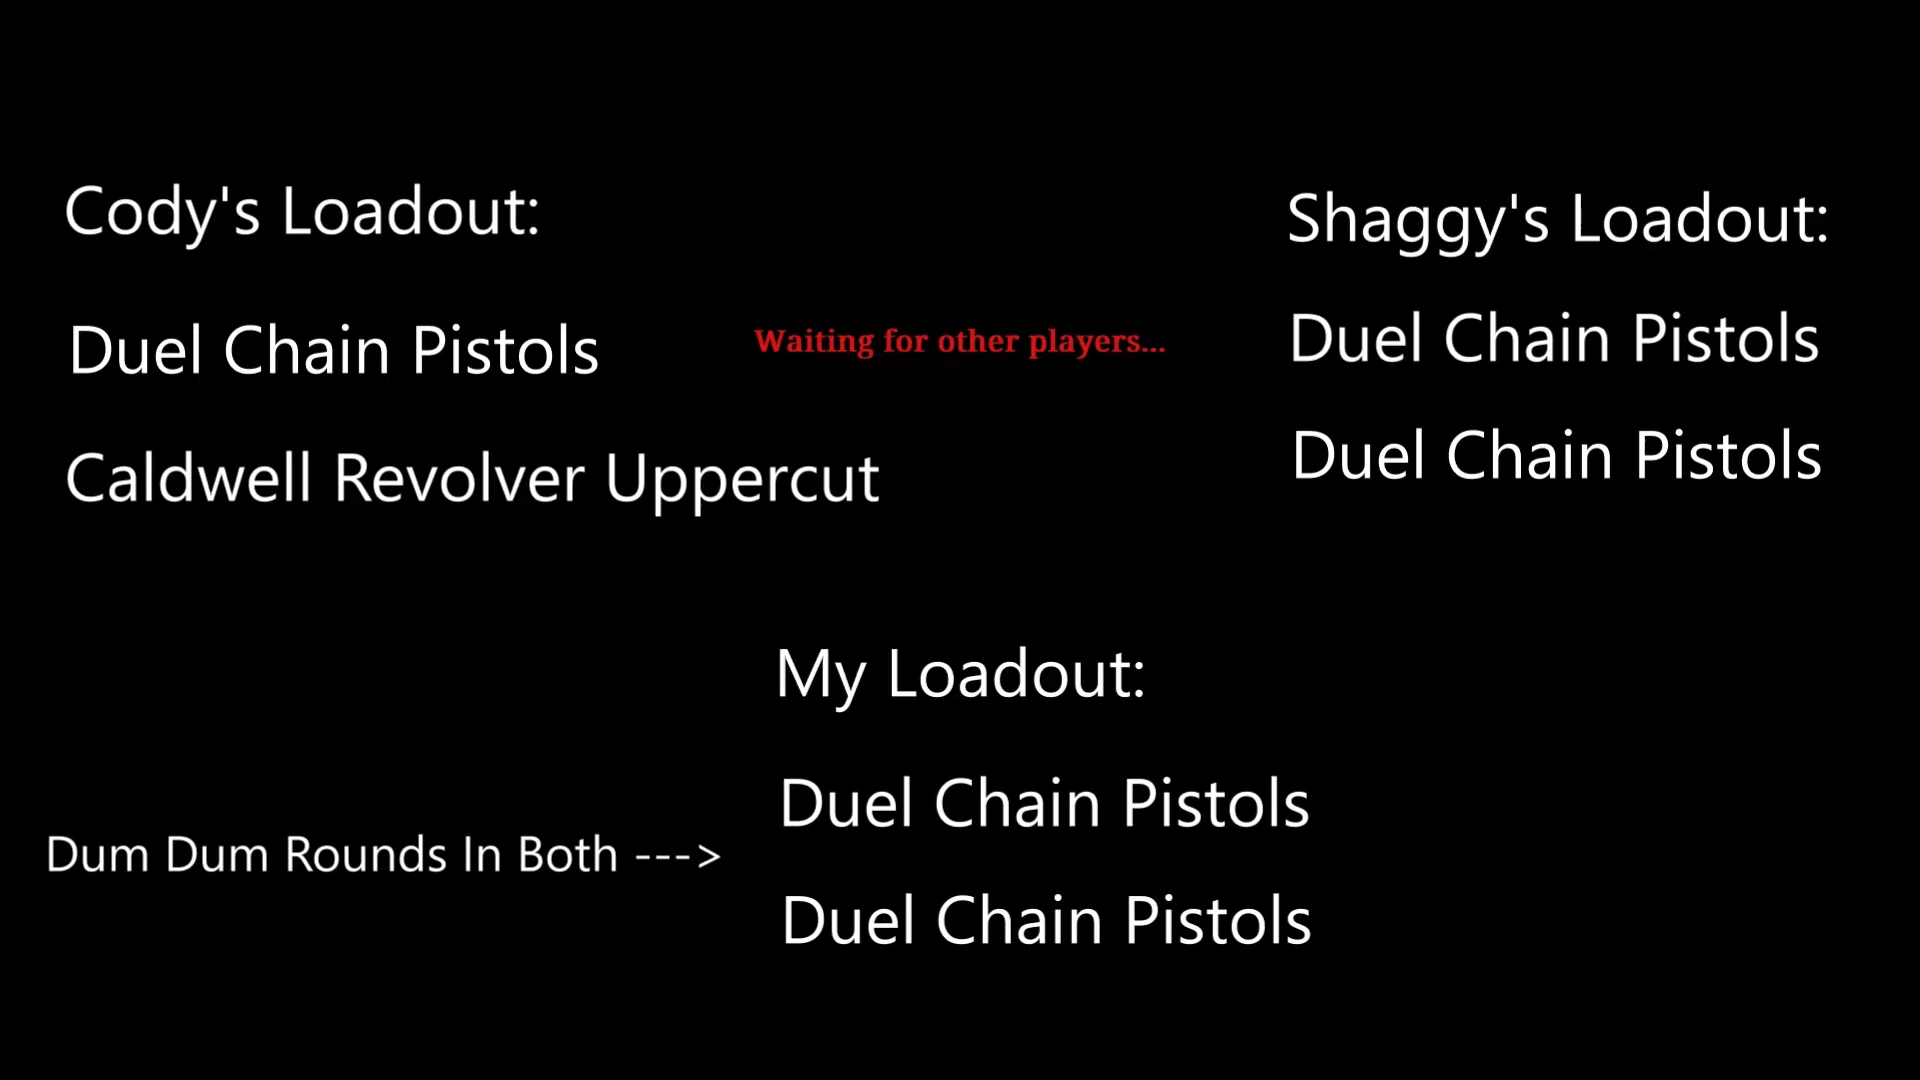 Cody's Loadout:
Duel Chain Pistols
Caldwell Revolver Uppercut
Waiting for other players...
Shaggy's Loadout:
Duel Chain Pistols
Duel Chain Pistols
My Loadout:
Duel Chain Pistols
Dum Dum Rounds In Both --->
Duel Chain Pistols